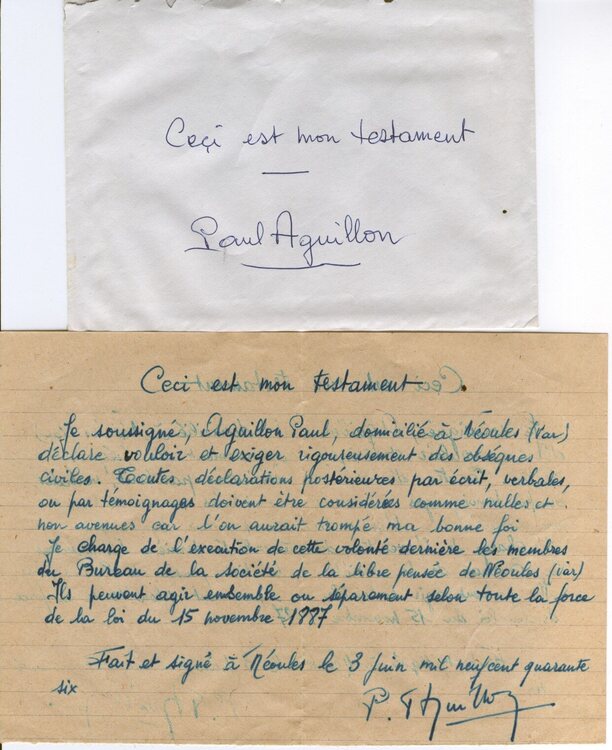 Ceçi est mon testament
Paul Aguillon
Ceci est mon testament
Je soussigné, Aguillon Paul, domicilié à Néoules (Var)
déclare vouloir et exiger rigoureusement des obsèques
civiles. Toutes déclarations postérieures par écrit, verbales,
ou par témoignages doivent être considérées comme nulles et
non avenues car l'on aurait trompé ma bonne foi
Je charge de l'execution de cette volonté dernière les membres
du Bureau de la société de la libre pensée de Néoules (Var)
Ils peuvent agir ensemble ou séparement selon toute la force
de la loi du 15 novembre 1887
Fait et signé à Néoules le 3 Juin mil neufcent quarante
six
P. Aguillon